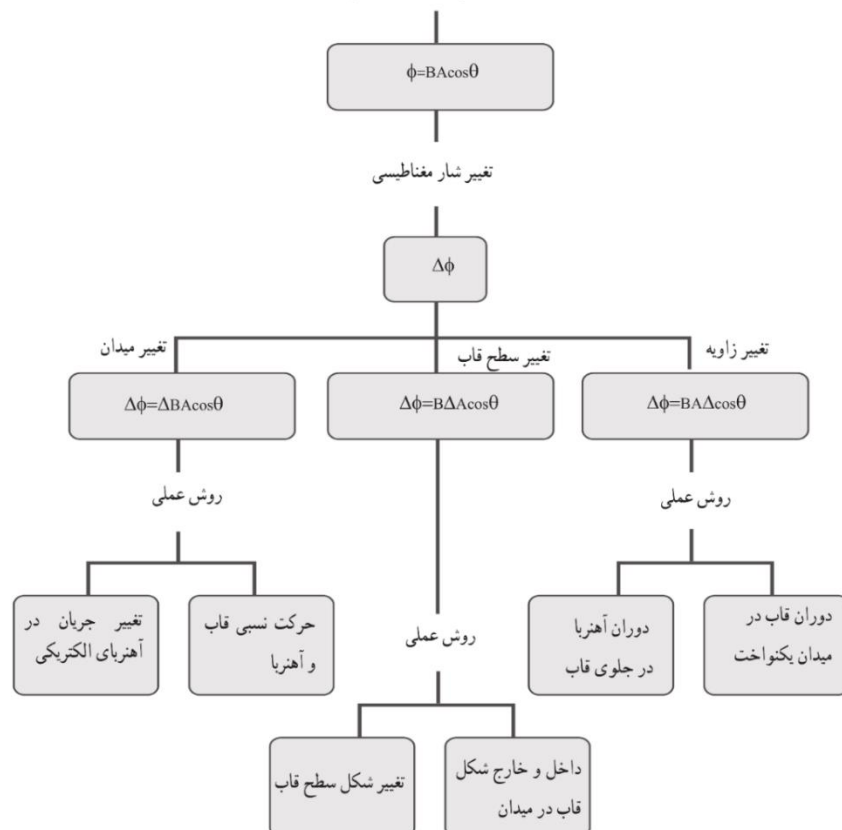 ϕ=BAcosθ
تغییر شار مغناطیسی
Δϕ
تغییر زاویه
تغییر سطح قاب
تغییر میدان
Δϕ=BAΔcosθ
Δϕ=BΔAcosθ
Δϕ=ΔBAcosθ
روش عملی
روش عملی
دوران قاب در
میدان یکنواخت
دوران آهنربا
در جلوی قاب
روش عملی
حرکت نسبی قاب
و آهنربا
تغییر جریان در
آهنربای الکتریکی
داخل و خارج شکل
قاب در میدان
تغییر شکل سطح قاب